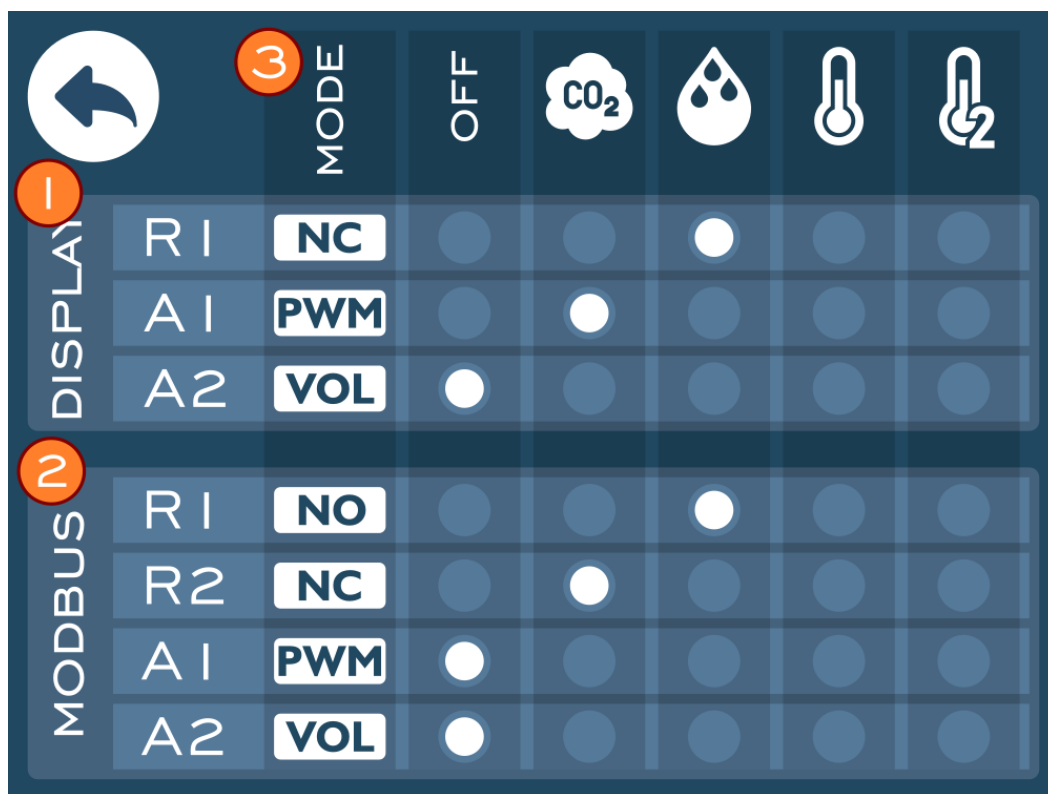 3 MODE OFF CO₂ 2
1 DISPLAY
R1 NC
A1 PWM
A2 VOL
2 MODBUS
R1 NO
R2 NC
A1 PWM
A2 VOL